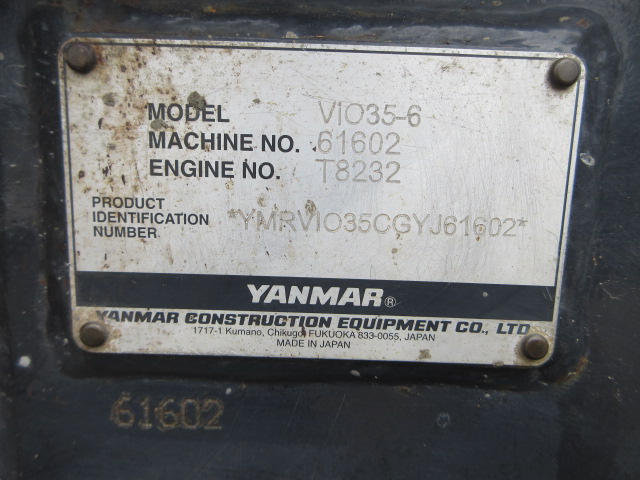 MODEL VIO35-6
MACHINE NO. 61602
ENGINE NO. T8232
PRODUCT
IDENTIFICATION
NUMBER *YMRVIO35CGYJ61602*
YANMAR®
YANMAR CONSTRUCTION EQUIPMENT CO., LTD
1717-1 Kumano, Chikugo, FUKUOKA 833-0055, JAPAN
MADE IN JAPAN
61602